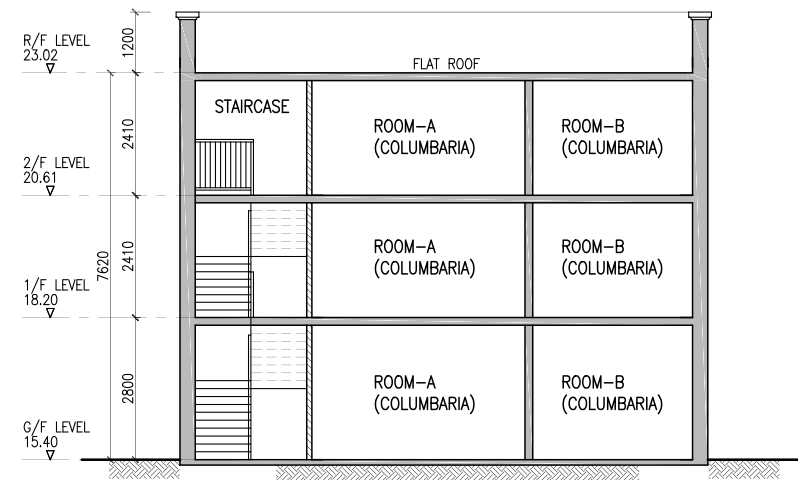 R/F LEVEL
23.02
1200
FLAT ROOF
STAIRCASE
2410
ROOM-A
(COLUMBARIA)
ROOM-B
(COLUMBARIA)
2/F LEVEL
20.61
7620
2410
ROOM-A
(COLUMBARIA)
ROOM-B
(COLUMBARIA)
1/F LEVEL
18.20
2800
ROOM-A
(COLUMBARIA)
ROOM-B
(COLUMBARIA)
G/F LEVEL
15.40